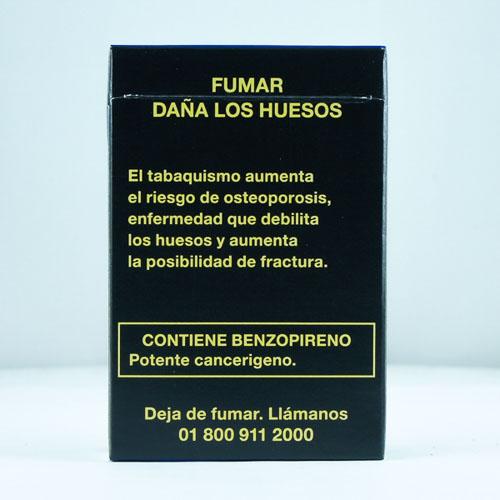 FUMAR
DAÑA LOS HUESOS
El tabaquismo aumenta
el riesgo de osteoporosis,
enfermedad que debilita
los huesos y aumenta
la posibilidad de fractura.
CONTIENE BENZOPIRENO
Potente cancerigeno.
Deja de fumar. Llámanos
01 800 911 2000